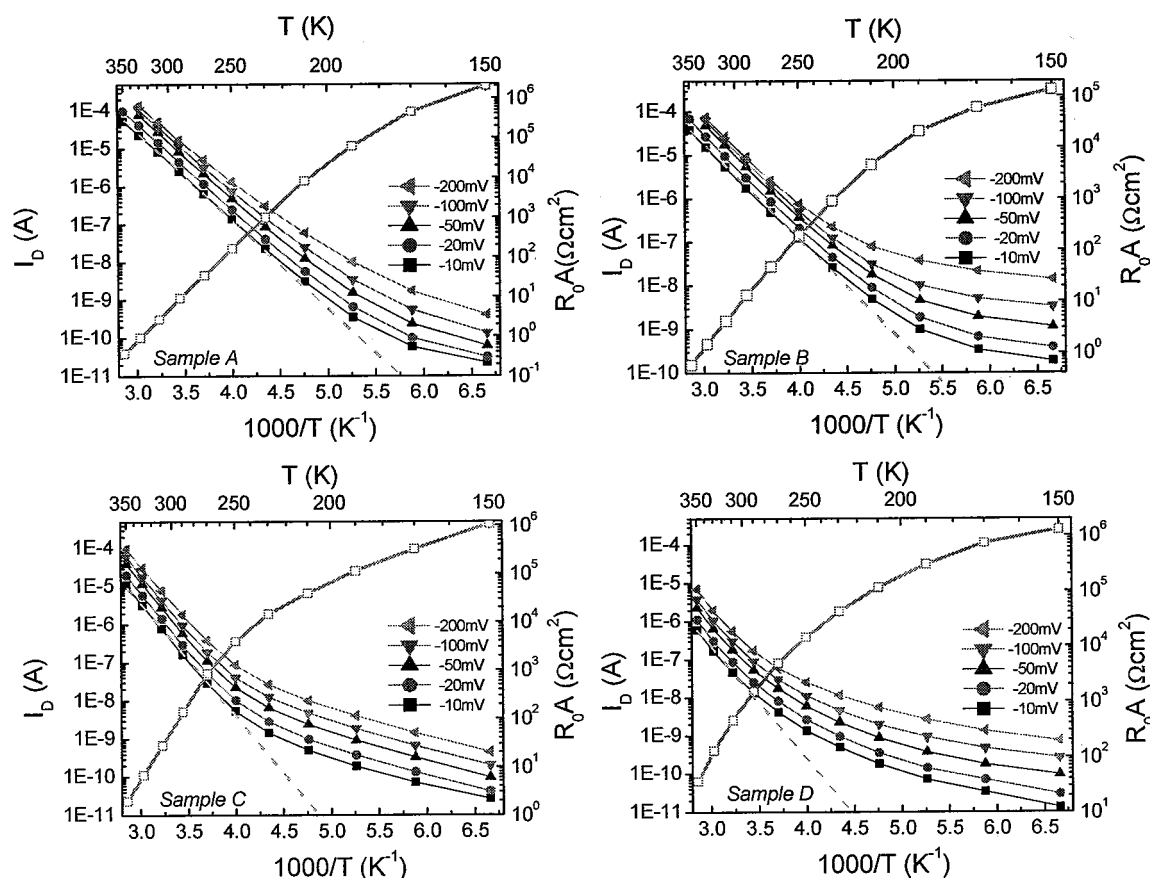 T (K)
350 300 250 200 150
1E-4
1E-5
1E-6
1E-7
1E-8
1E-9
1E-10
1E-11
I_D (A)
-200mV
-100mV
-50mV
-20mV
-10mV
Sample A
10^6
10^5
10^4
10^3
10^2
10^1
10^0
10^-1
R_0A(Ωcm^2)
3.0 3.5 4.0 4.5 5.0 5.5 6.0 6.5
1000/T (K^-1)
T (K)
350 300 250 200 150
1E-4
1E-5
1E-6
1E-7
1E-8
1E-9
1E-10
I_D (A)
-200mV
-100mV
-50mV
-20mV
-10mV
Sample B
10^5
10^4
10^3
10^2
10^1
10^0
R_0A (Ωcm^2)
3.0 3.5 4.0 4.5 5.0 5.5 6.0 6.5
1000/T (K^-1)
T (K)
350 300 250 200 150
1E-4
1E-5
1E-6
1E-7
1E-8
1E-9
1E-10
1E-11
I_D (A)
-200mV
-100mV
-50mV
-20mV
-10mV
Sample C
10^6
10^5
10^4
10^3
10^2
10^1
10^0
R_0A (Ωcm^2)
3.0 3.5 4.0 4.5 5.0 5.5 6.0 6.5
1000/T (K^-1)
T (K)
350 300 250 200 150
1E-4
1E-5
1E-6
1E-7
1E-8
1E-9
1E-10
1E-11
I_D (A)
-200mV
-100mV
-50mV
-20mV
-10mV
Sample D
10^6
10^5
10^4
10^3
10^2
10^1
R_0A (Ωcm^2)
3.0 3.5 4.0 4.5 5.0 5.5 6.0 6.5
1000/T (K^-1)